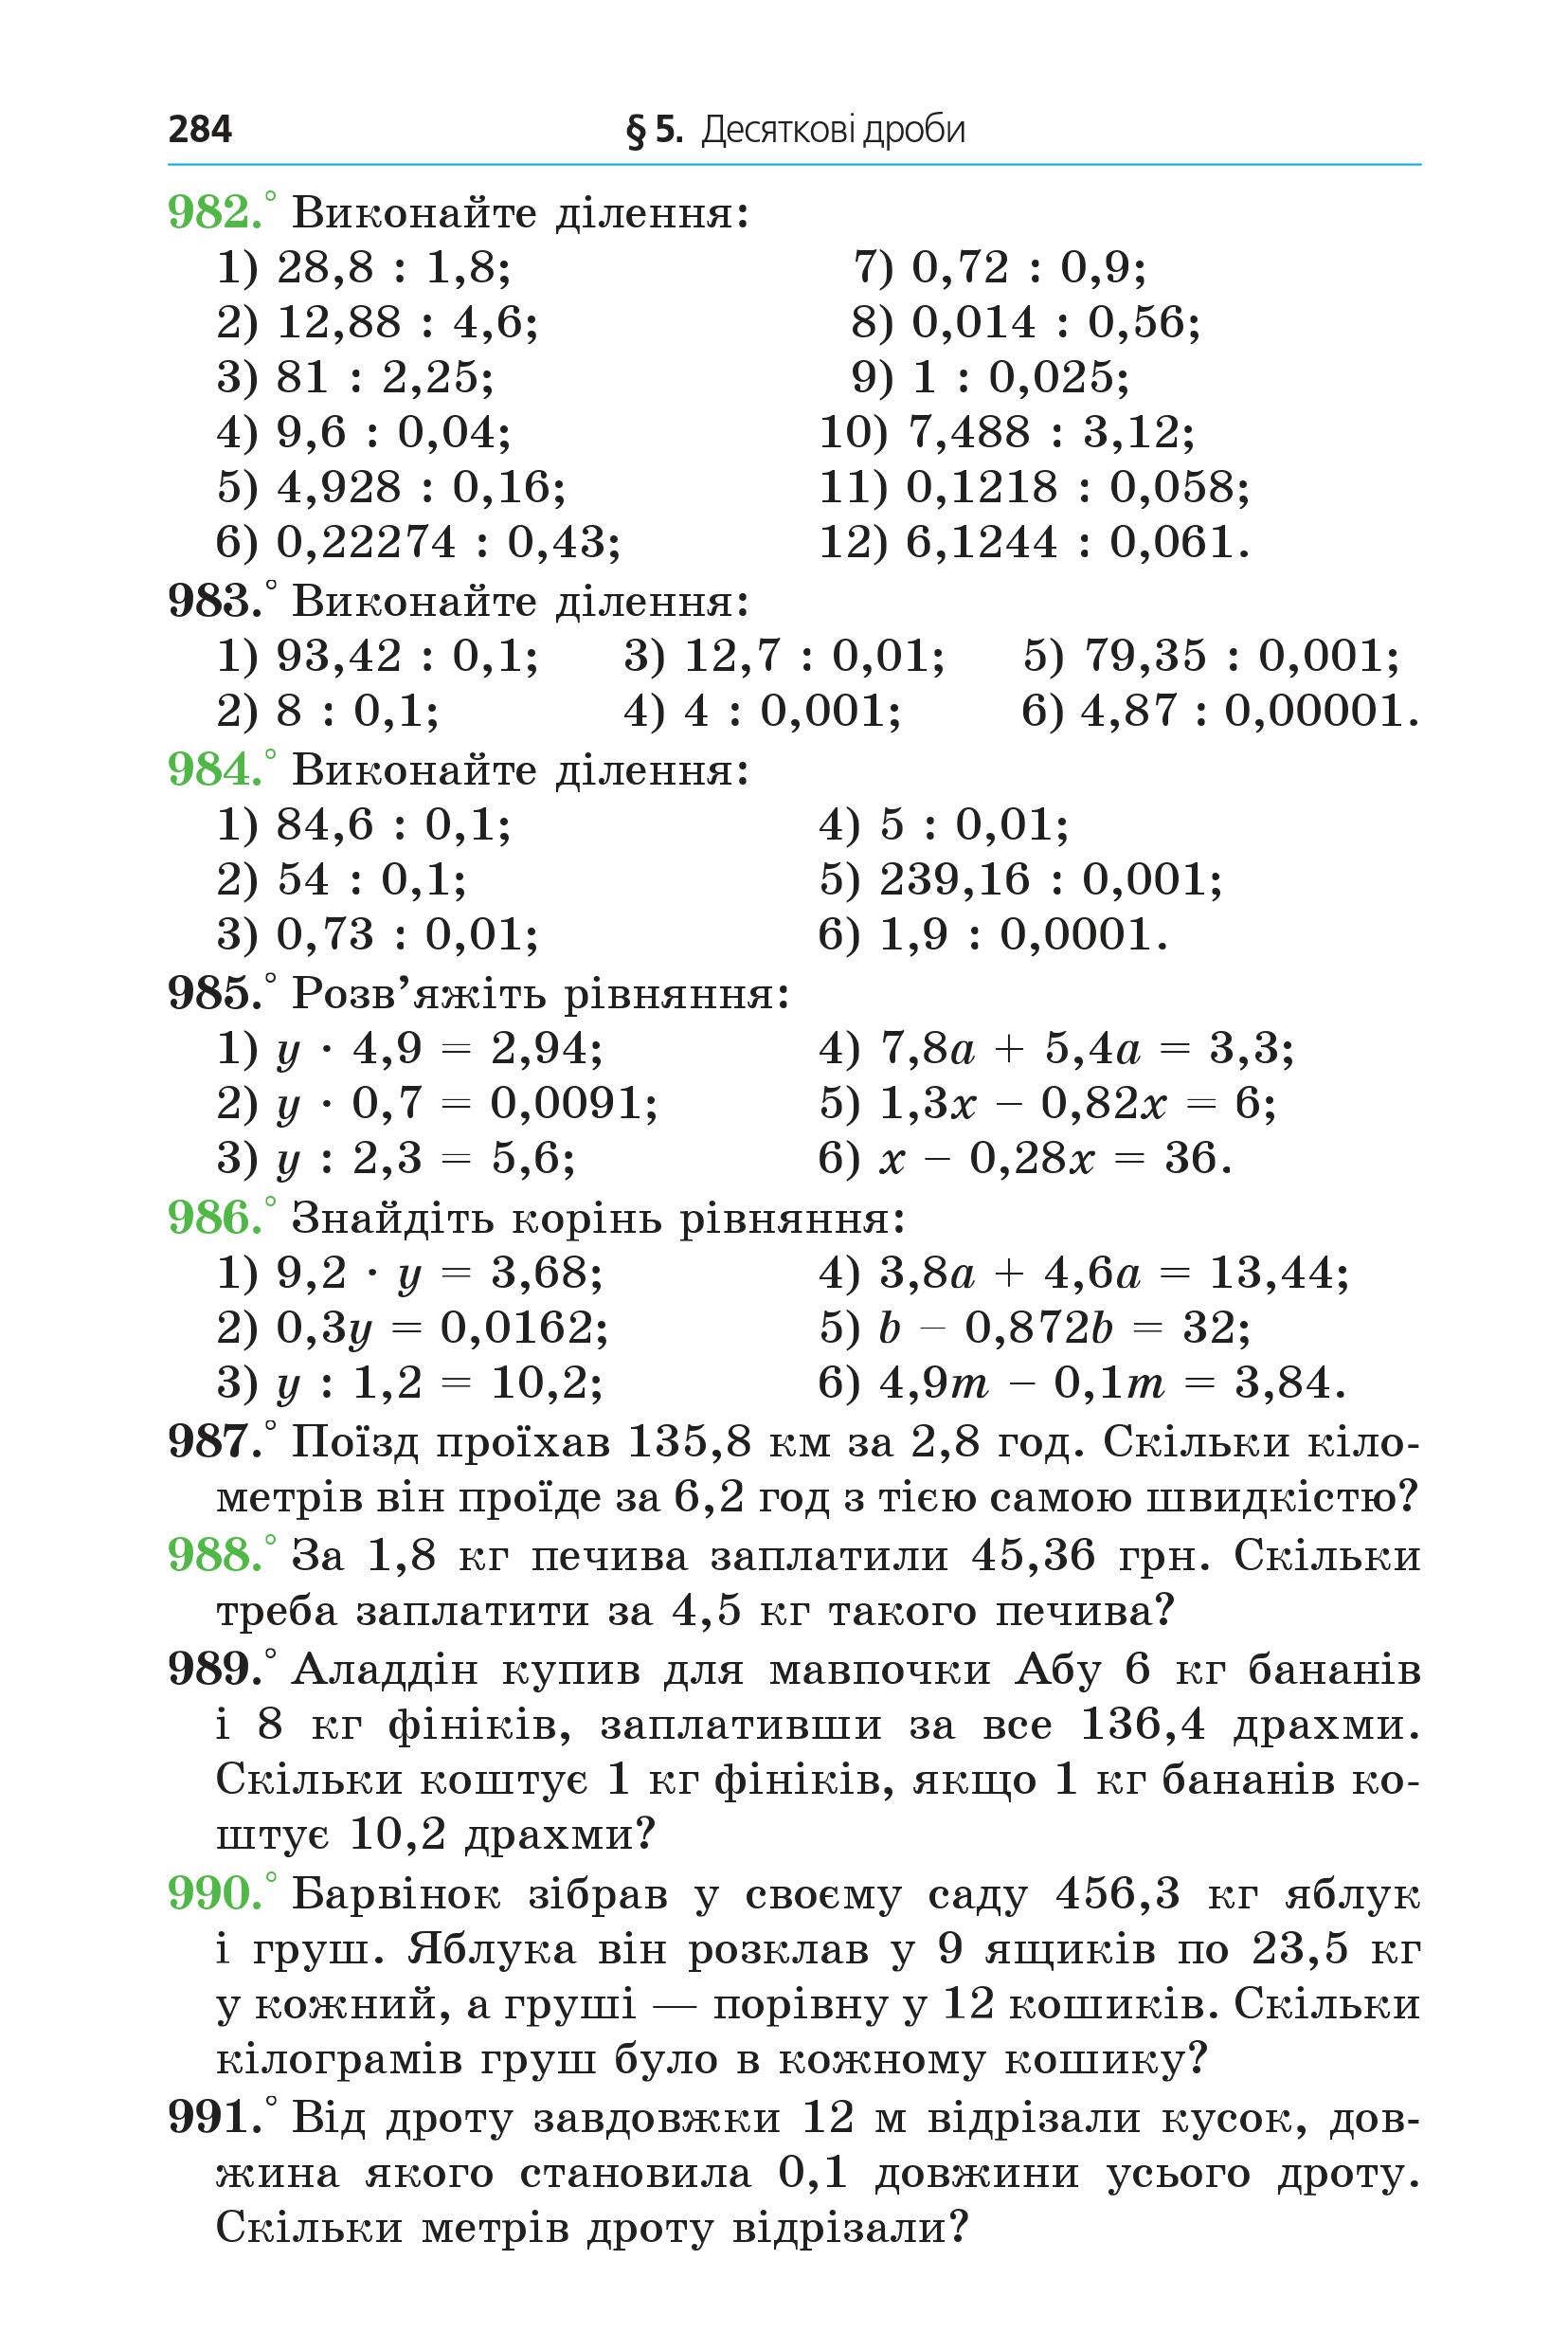 284 § 5. Десяткові дроби
982.° Виконайте ділення:
1) 28,8 : 1,8; 7) 0,72 : 0,9;
2) 12,88 : 4,6; 8) 0,014 : 0,56;
3) 81 : 2,25; 9) 1 : 0,025;
4) 9,6 : 0,04; 10) 7,488 : 3,12;
5) 4,928 : 0,16; 11) 0,1218 : 0,058;
6) 0,22274 : 0,43; 12) 6,1244 : 0,061.
983.° Виконайте ділення:
1) 93,42 : 0,1; 3) 12,7 : 0,01; 5) 79,35 : 0,001;
2) 8 : 0,1; 4) 4 : 0,001; 6) 4,87 : 0,00001.
984.° Виконайте ділення:
1) 84,6 : 0,1; 4) 5 : 0,01;
2) 54 : 0,1; 5) 239,16 : 0,001;
3) 0,73 : 0,01; 6) 1,9 : 0,0001.
985.° Розв’яжіть рівняння:
1) y · 4,9 = 2,94; 4) 7,8a + 5,4a = 3,3;
2) y · 0,7 = 0,0091; 5) 1,3x − 0,82x = 6;
3) y : 2,3 = 5,6; 6) x − 0,28x = 36.
986.° Знайдіть корінь рівняння:
1) 9,2 · y = 3,68; 4) 3,8a + 4,6a = 13,44;
2) 0,3y = 0,0162; 5) b − 0,872b = 32;
3) y : 1,2 = 10,2; 6) 4,9m − 0,1m = 3,84.
987.° Поїзд проїхав 135,8 км за 2,8 год. Скільки кіло-
метрів він проїде за 6,2 год з тією самою швидкістю?
988.° За 1,8 кг печива заплатили 45,36 грн. Скільки
треба заплатити за 4,5 кг такого печива?
989.° Аладдін купив для мавпочки Абу 6 кг бананів
і 8 кг фініків, заплативши за все 136,4 драхми.
Скільки коштує 1 кг фініків, якщо 1 кг бананів ко-
штує 10,2 драхми?
990.° Барвінок зібрав у своєму саду 456,3 кг яблук
і груш. Яблука він розклав у 9 ящиків по 23,5 кг
у кожний, а груші — порівну у 12 кошиків. Скільки
кілограмів груш було в кожному кошику?
991.° Від дроту завдовжки 12 м відрізали кусок, дов-
жина якого становила 0,1 довжини усього дроту.
Скільки метрів дроту відрізали?